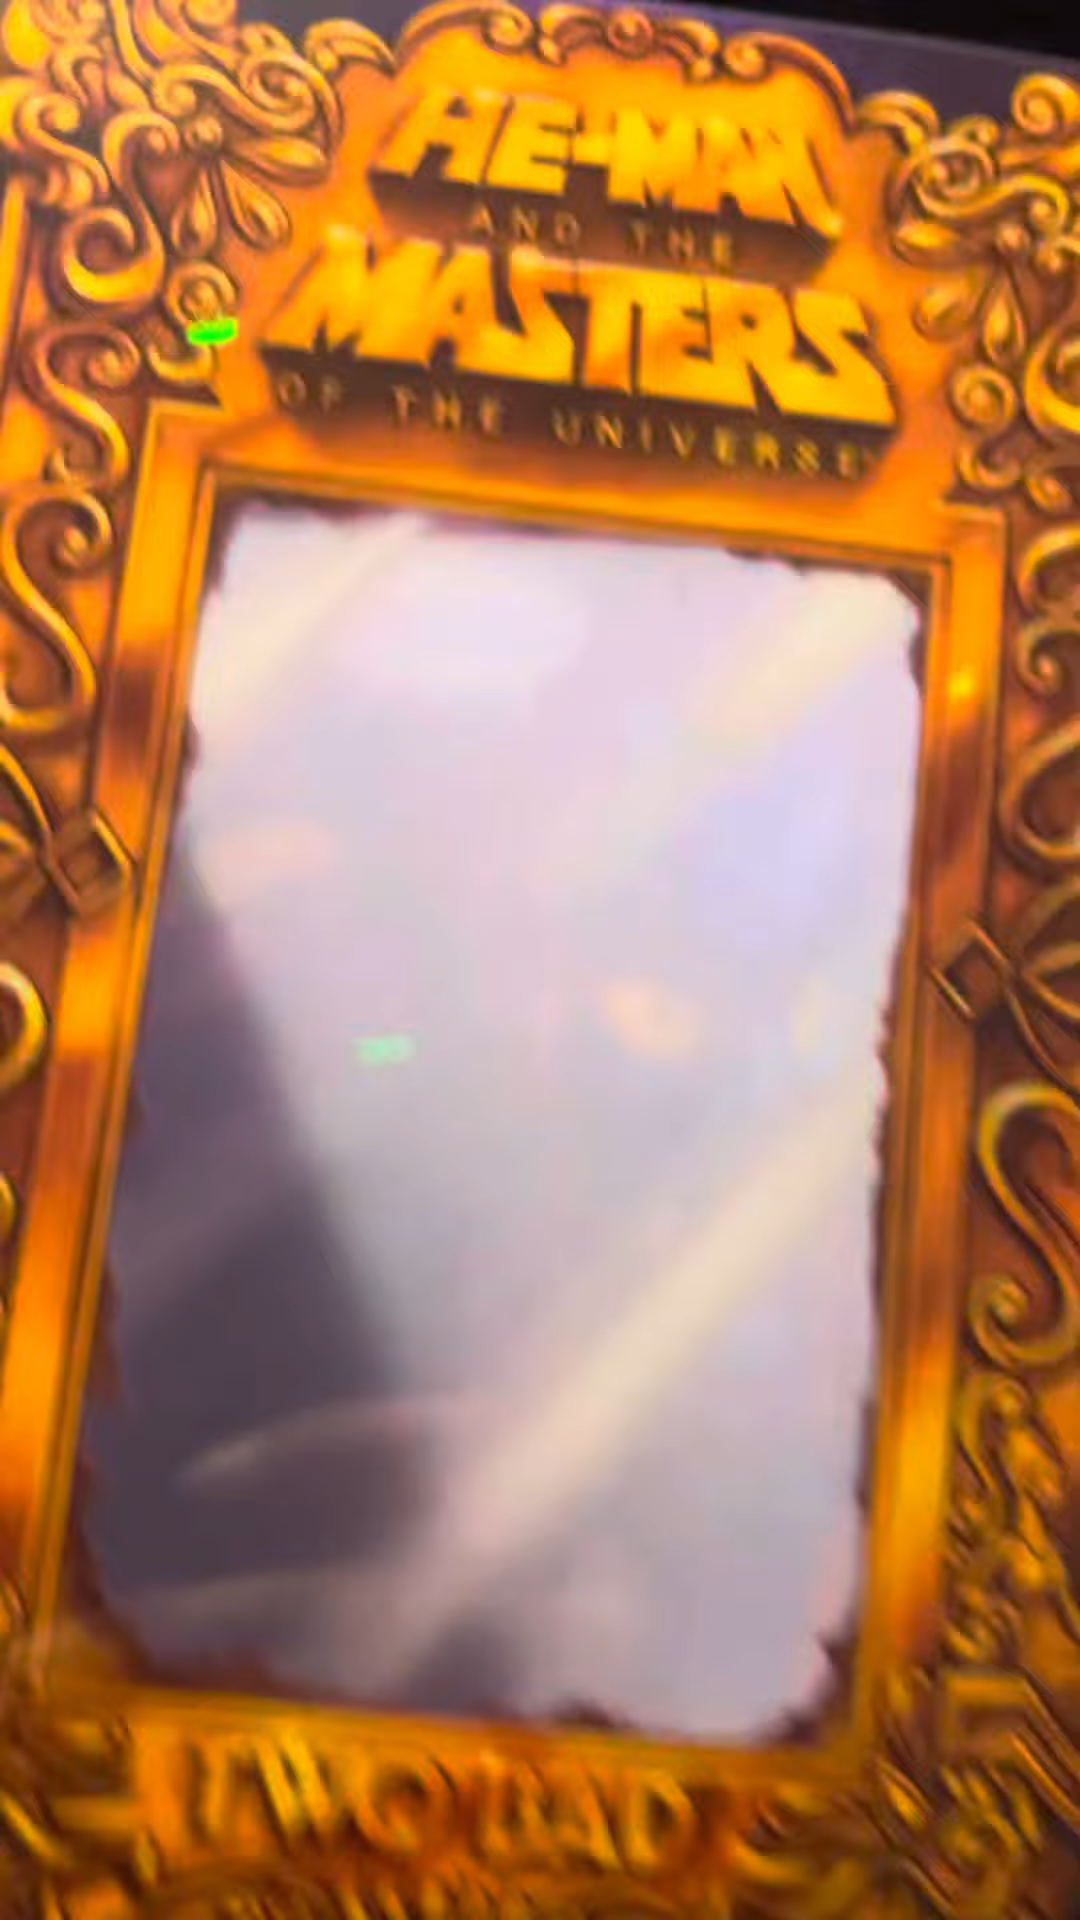 HE-MAN
AND THE
MASTERS
OF THE UNIVERSE
TWO BAD